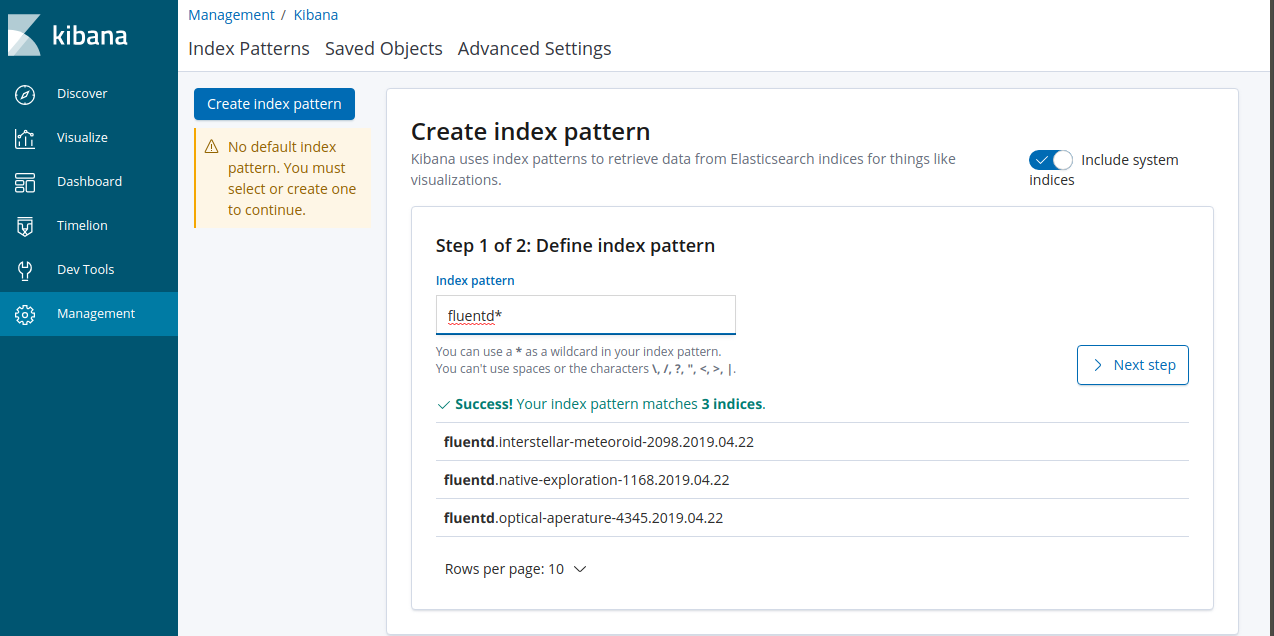 kibana
Discover
Visualize
Dashboard
Timelion
Dev Tools
Management
Management / Kibana
Index Patterns Saved Objects Advanced Settings
Create index pattern
No default index
pattern. You must
select or create one
to continue.
Create index pattern
Kibana uses index patterns to retrieve data from Elasticsearch indices for things like
visualizations.
Include system
indices
Step 1 of 2: Define index pattern
Index pattern
fluentd*
You can use a * as a wildcard in your index pattern.
You can't use spaces or the characters \, /, ?, ", <, >, |.
Next step
Success! Your index pattern matches 3 indices.
fluentd.interstellar-meteoroid-2098.2019.04.22
fluentd.native-exploration-1168.2019.04.22
fluentd.optical-aperature-4345.2019.04.22
Rows per page: 10